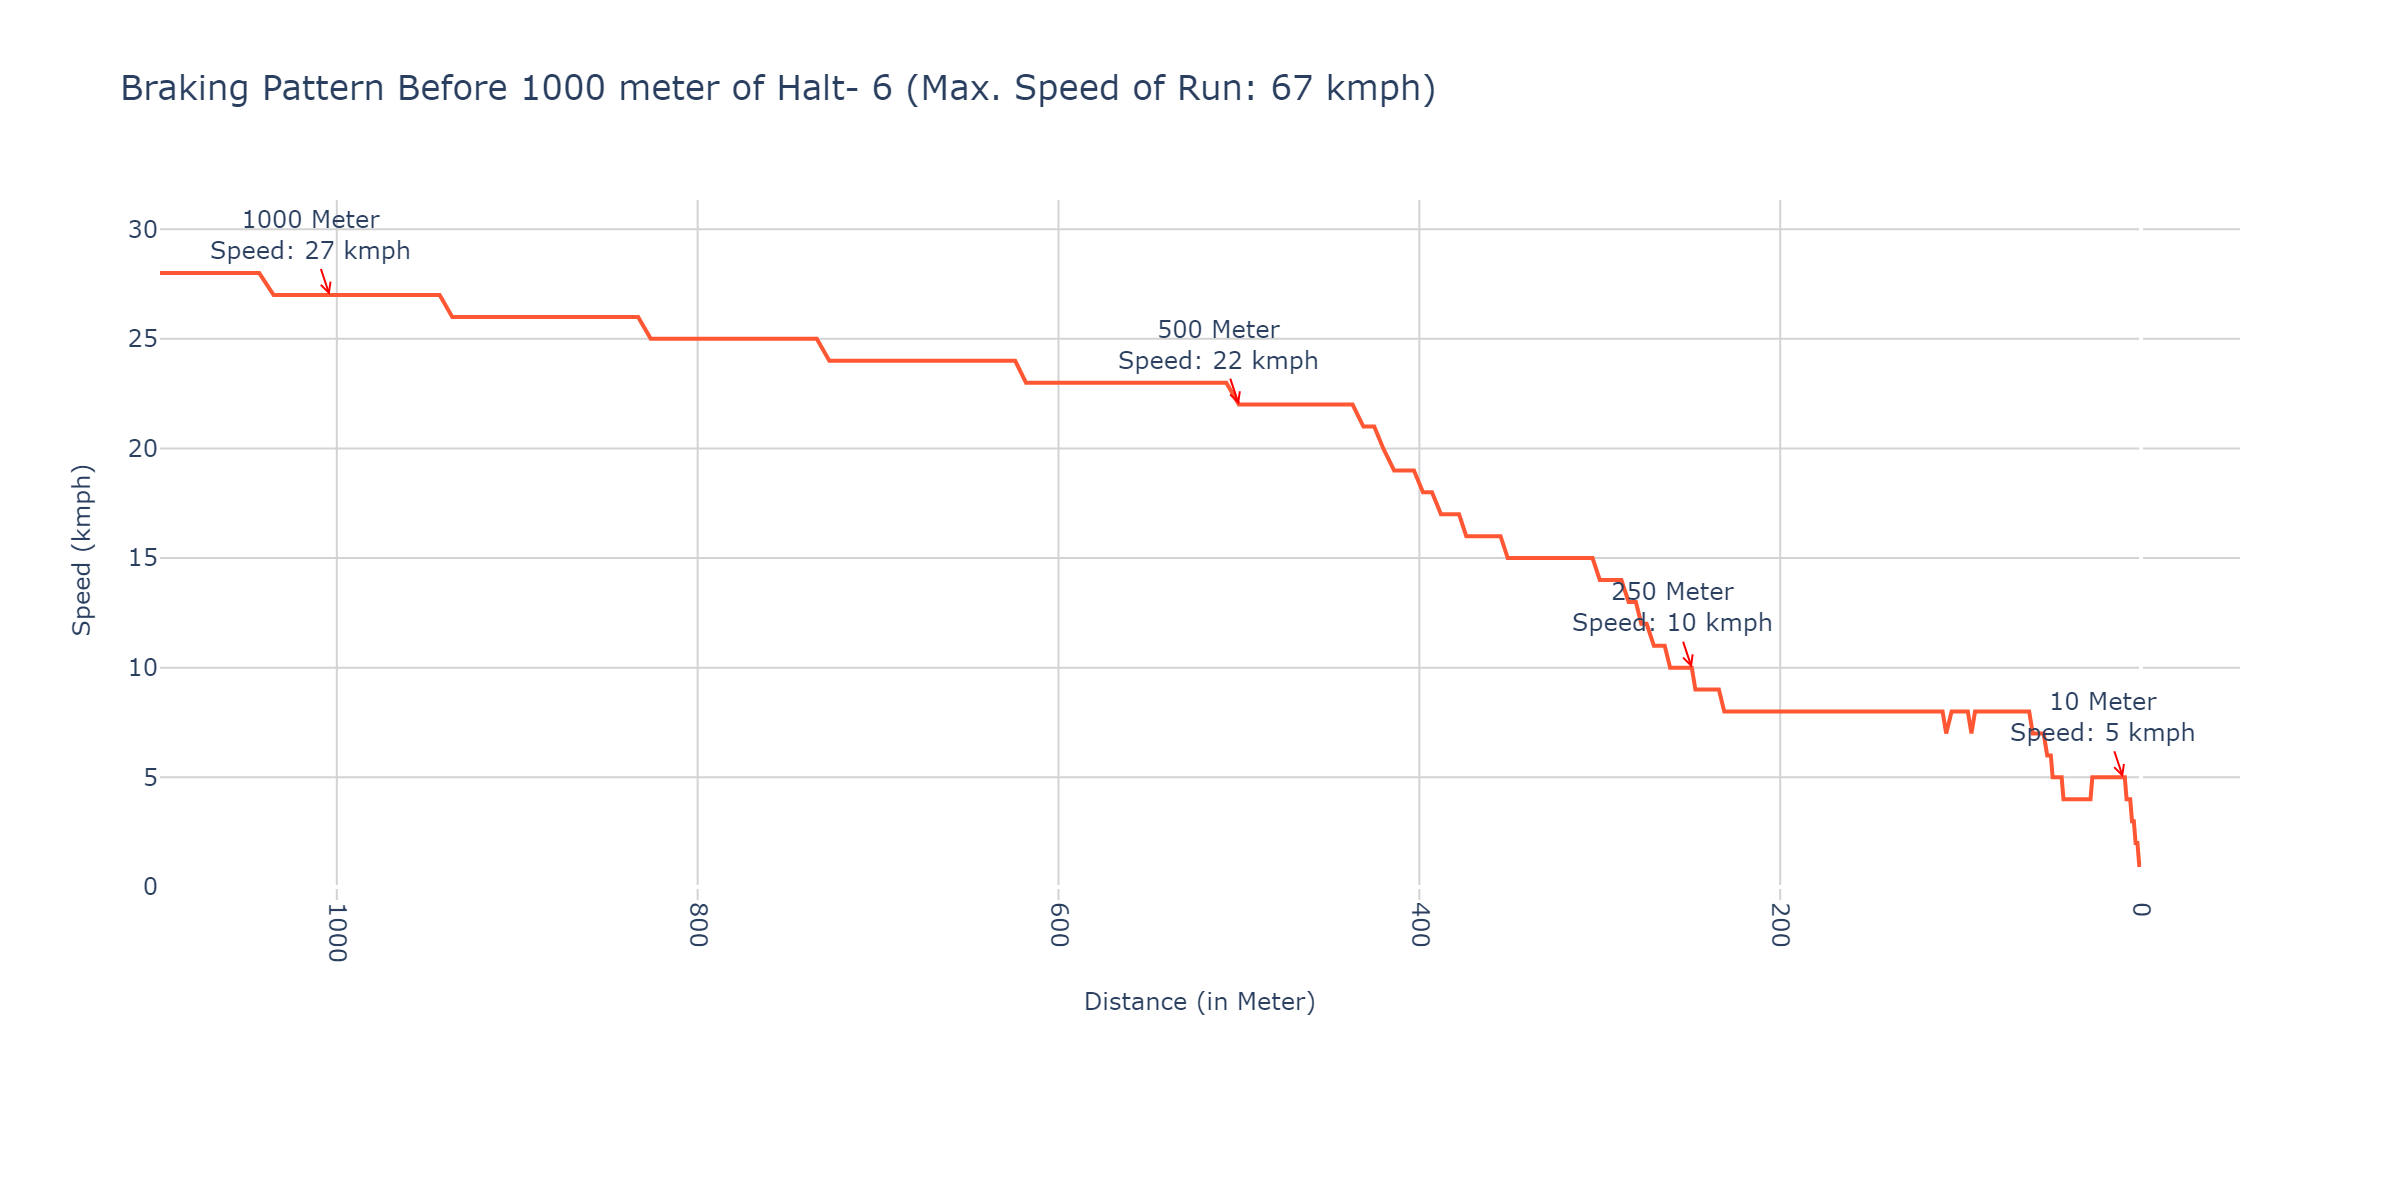 Braking Pattern Before 1000 meter of Halt- 6 (Max. Speed of Run: 67 kmph)
1000 Meter
Speed: 27 kmph
500 Meter
Speed: 22 kmph
250 Meter
Speed: 10 kmph
10 Meter
Speed: 5 kmph
30
25
20
15
10
5
0
Speed (kmph)
1000
800
600
400
200
0
Distance (in Meter)